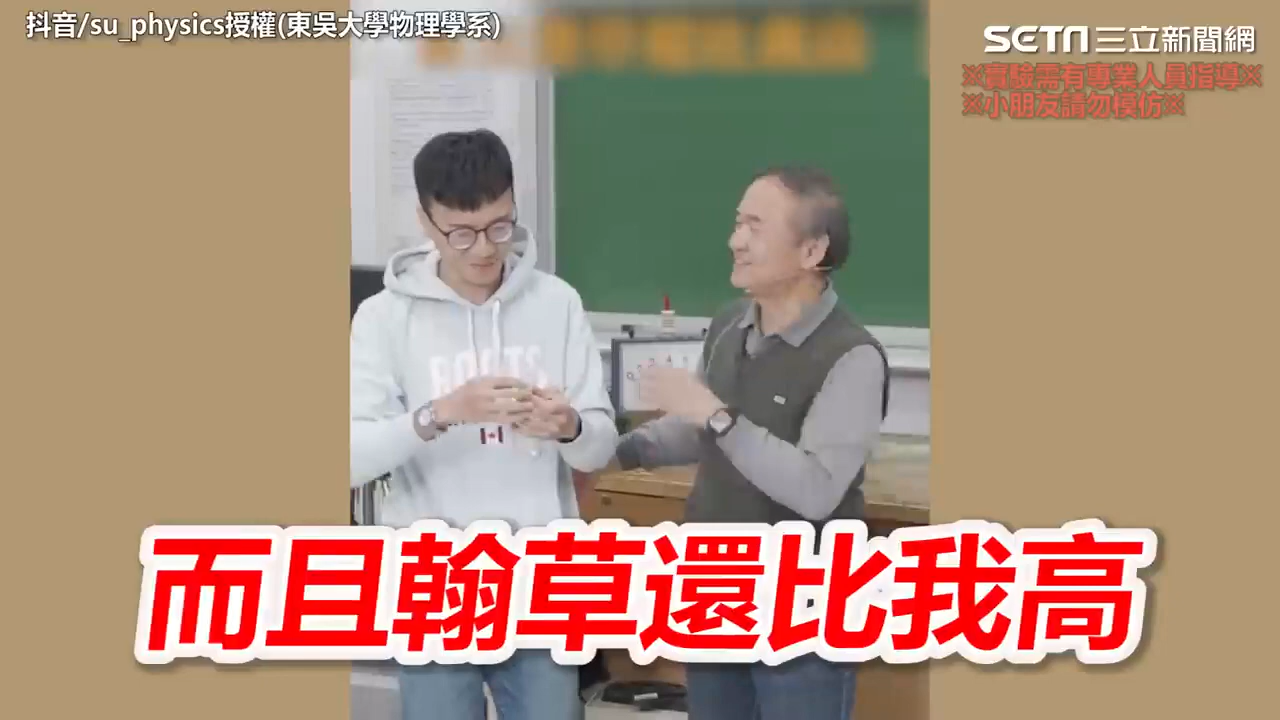 抖音/su_physics授權(東吳大學物理學系)
SETN三立新聞網
※實驗需有專業人員指導※
※小朋友請勿模仿※
ROOTS
而且翰草還比我高